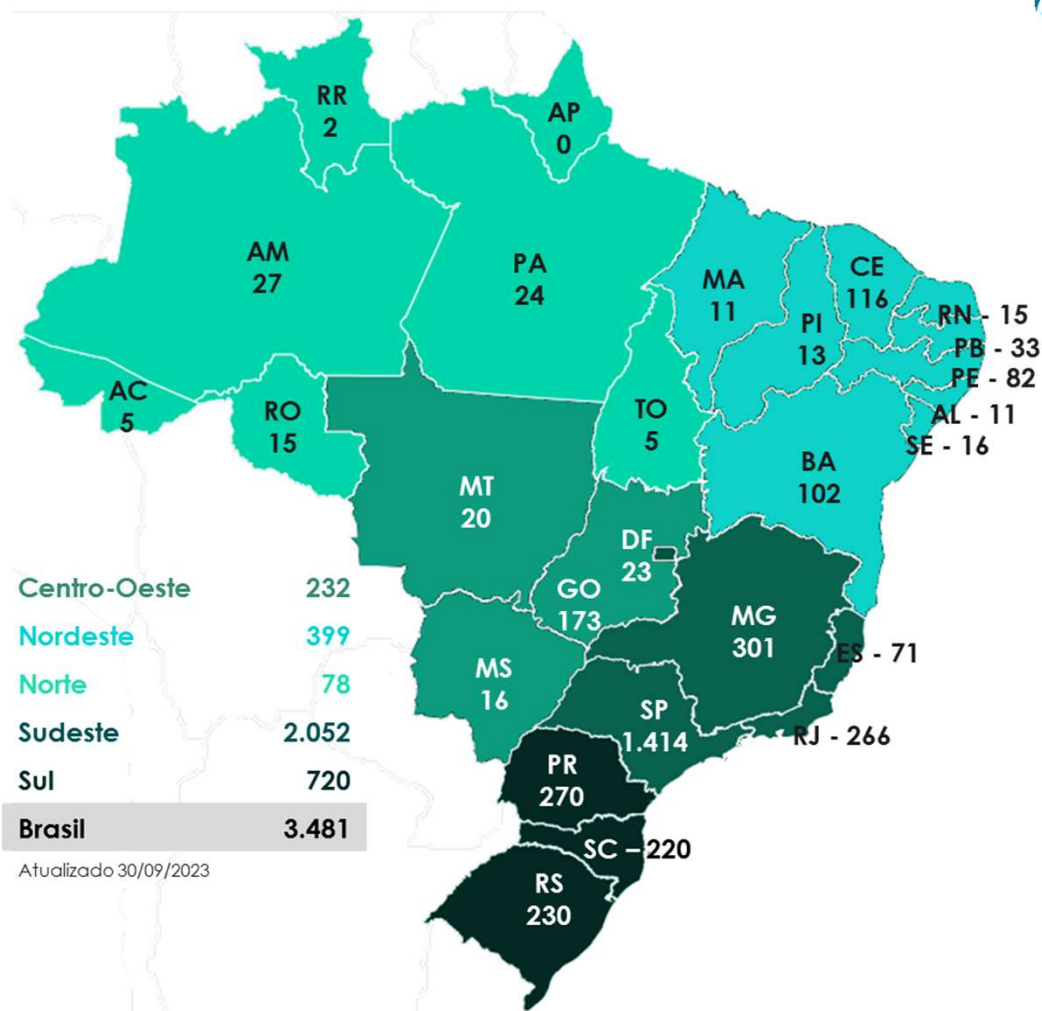 RR
2
AP
0
AM
27
PA
24
MA
11
CE
116
PI
13
RN - 15
PB - 33
PE - 82
AL - 11
SE - 16
AC
5
RO
15
TO
5
BA
102
MT
20
DF
23
GO
173
MG
301
ES - 71
MS
16
SP
1.414
RJ - 266
PR
270
SC – 220
RS
230
Centro-Oeste 232
Nordeste 399
Norte 78
Sudeste 2.052
Sul 720
Brasil 3.481
Atualizado 30/09/2023